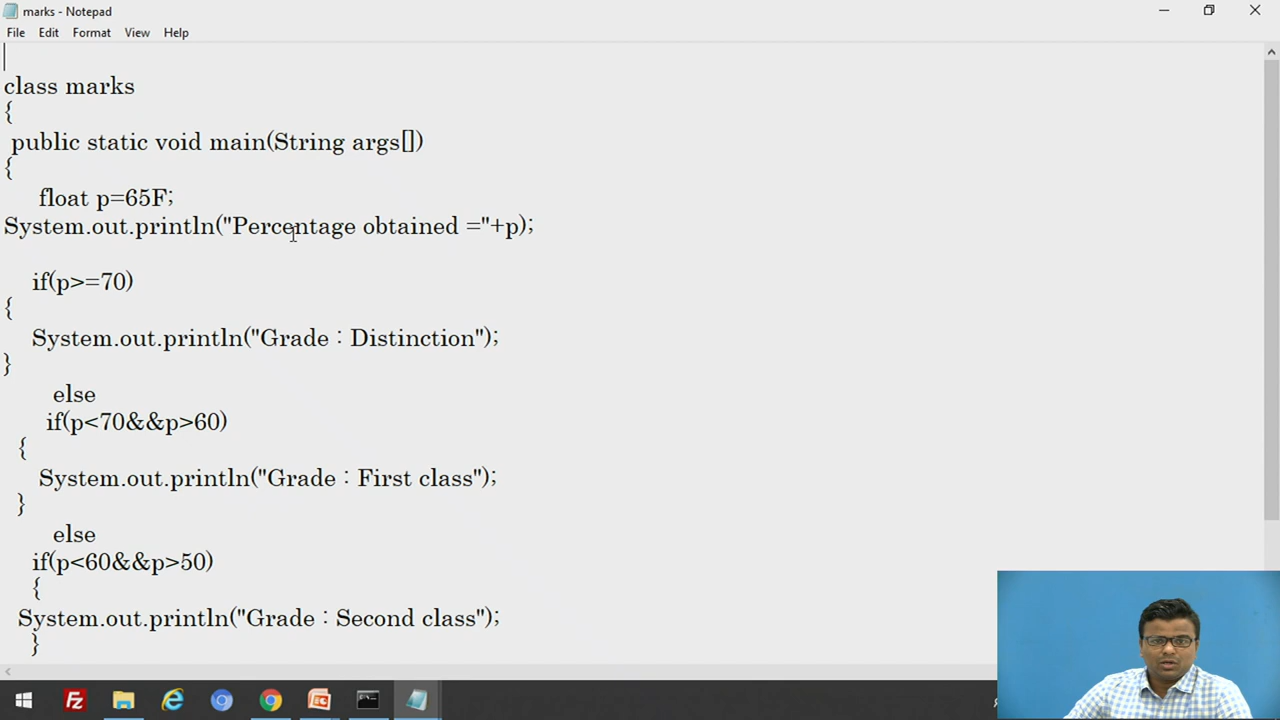 marks - Notepad
File Edit Format View Help
class marks
{
public static void main(String args[])
{
float p=65F;
System.out.println("Percentage obtained ="+p);
if(p>=70)
{
System.out.println("Grade : Distinction");
}
else
if(p<70&&p>60)
{
System.out.println("Grade : First class");
}
else
if(p<60&&p>50)
{
System.out.println("Grade : Second class");
}